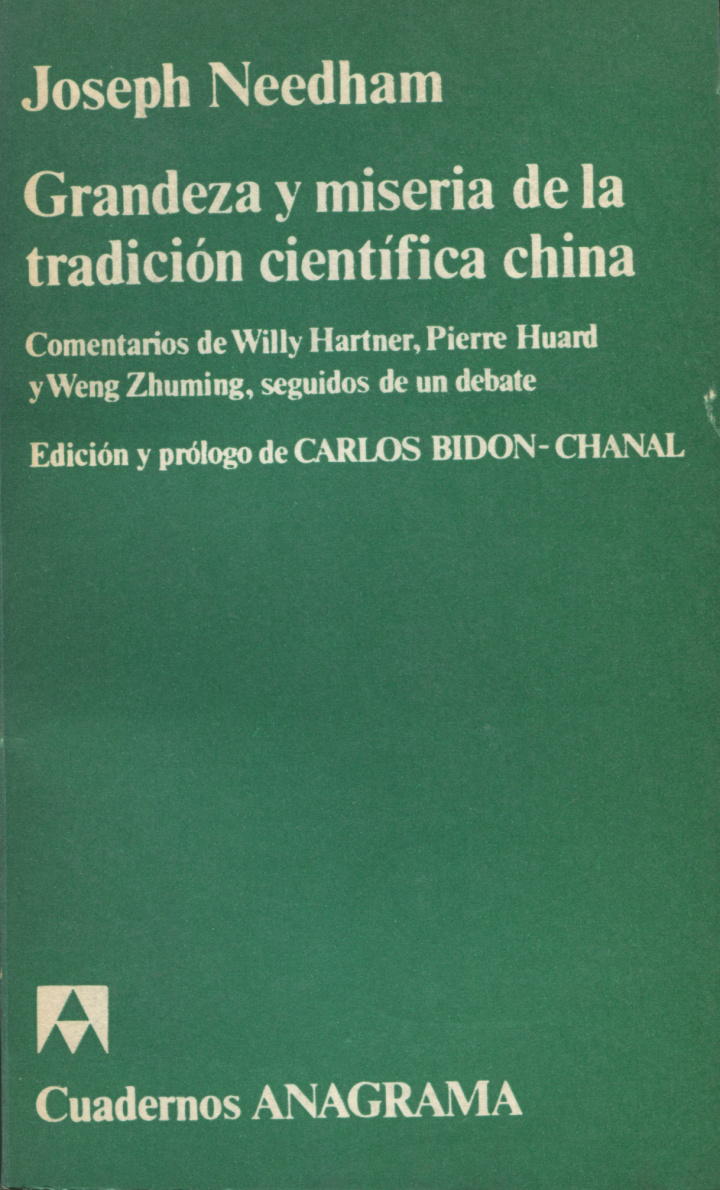 Joseph Needham
Grandeza y miseria de la
tradición científica china
Comentarios de Willy Hartner, Pierre Huard
y Weng Zhuming, seguidos de un debate
Edición y prólogo de CARLOS BIDON-CHANAL
Cuadernos ANAGRAMA